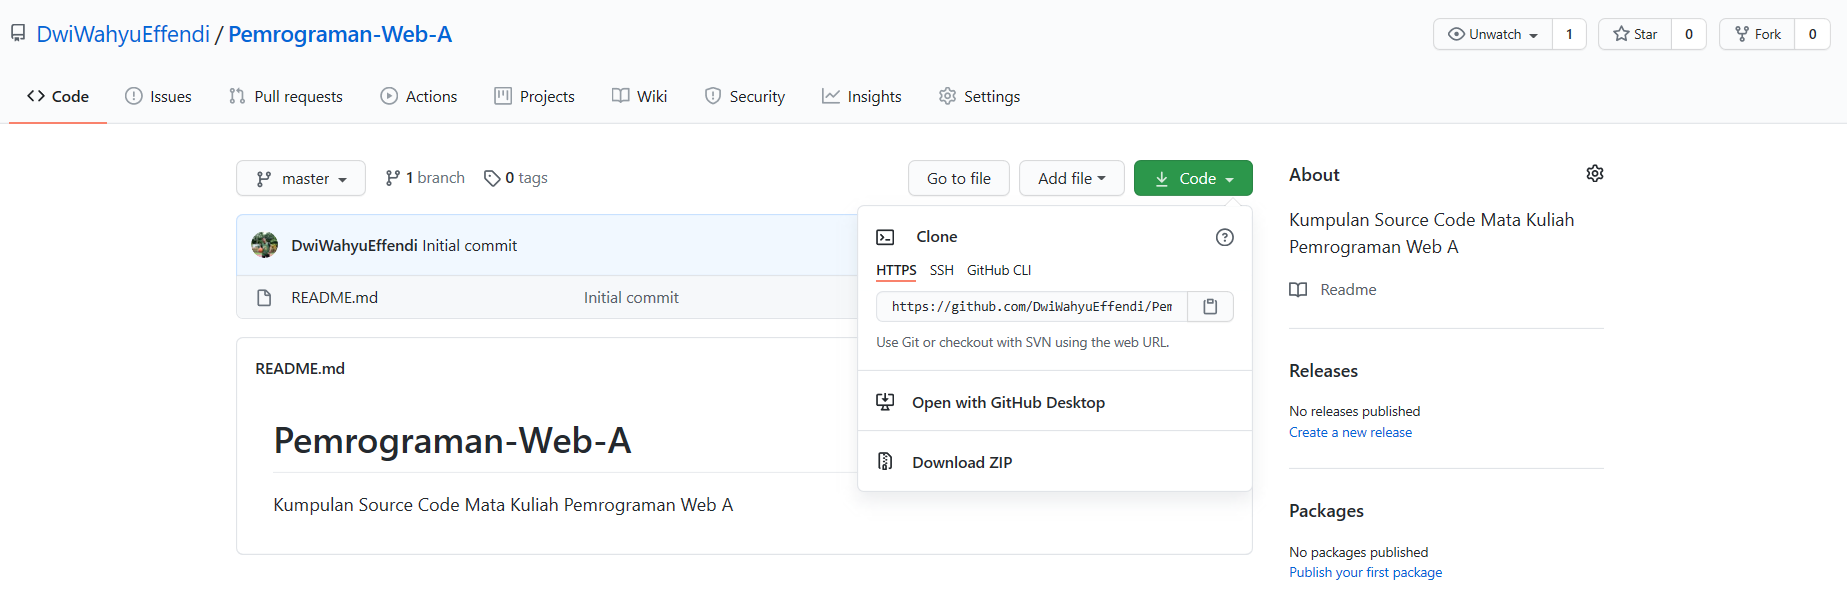 DwiWahyuEffendi / Pemrograman-Web-A
Unwatch 1
Star 0
Fork 0
Code
Issues
Pull requests
Actions
Projects
Wiki
Security
Insights
Settings
master
1 branch
0 tags
Go to file
Add file
Code
DwiWahyuEffendi Initial commit
README.md Initial commit
README.md
Pemrograman-Web-A
Kumpulan Source Code Mata Kuliah Pemrograman Web A
Clone
HTTPS SSH GitHub CLI
https://github.com/DwiWahyuEffendi/Pem
Use Git or checkout with SVN using the web URL.
Open with GitHub Desktop
Download ZIP
About
Kumpulan Source Code Mata Kuliah
Pemrograman Web A
Readme
Releases
No releases published
Create a new release
Packages
No packages published
Publish your first package